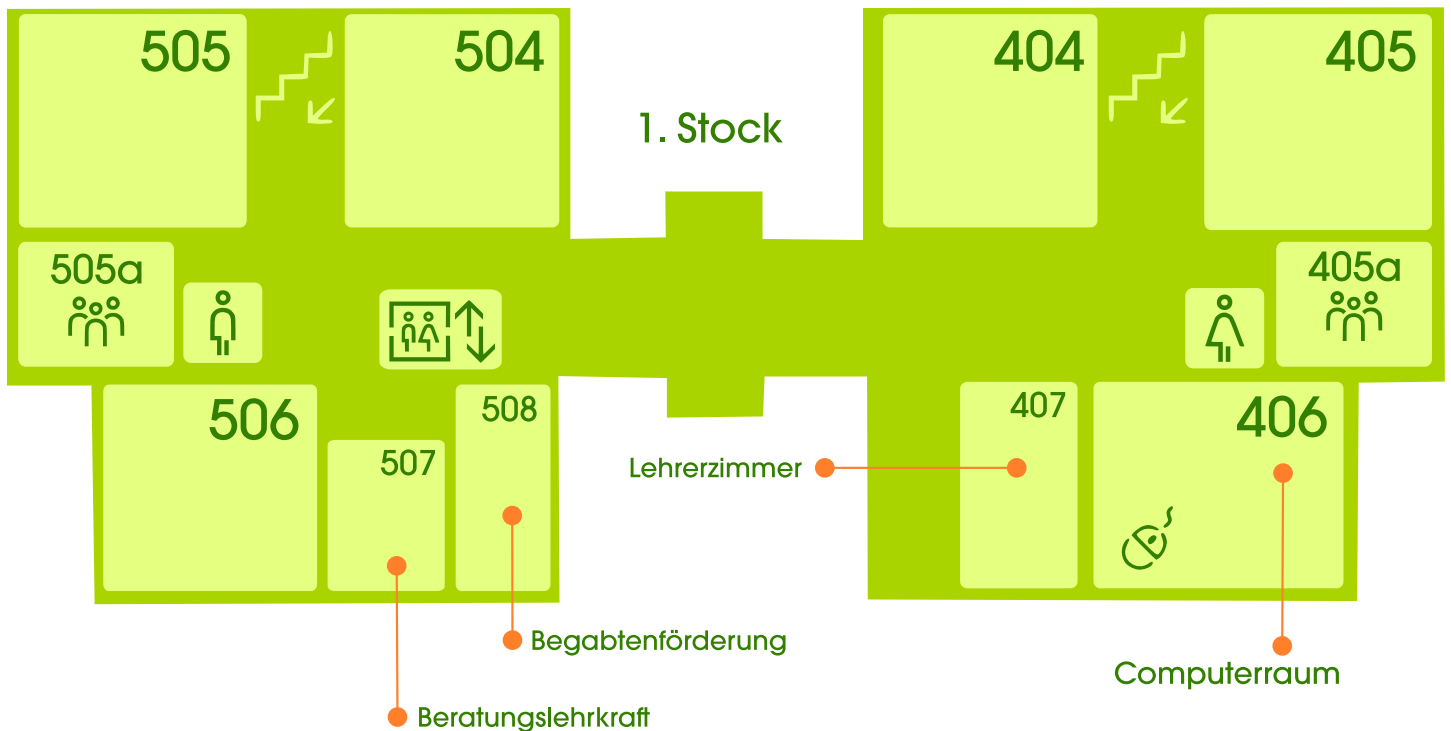 505
504
404
405
1. Stock
505a
405a
506
507
508
407
406
Lehrerzimmer
Begabtenförderung
Computerraum
Beratungslehrkraft